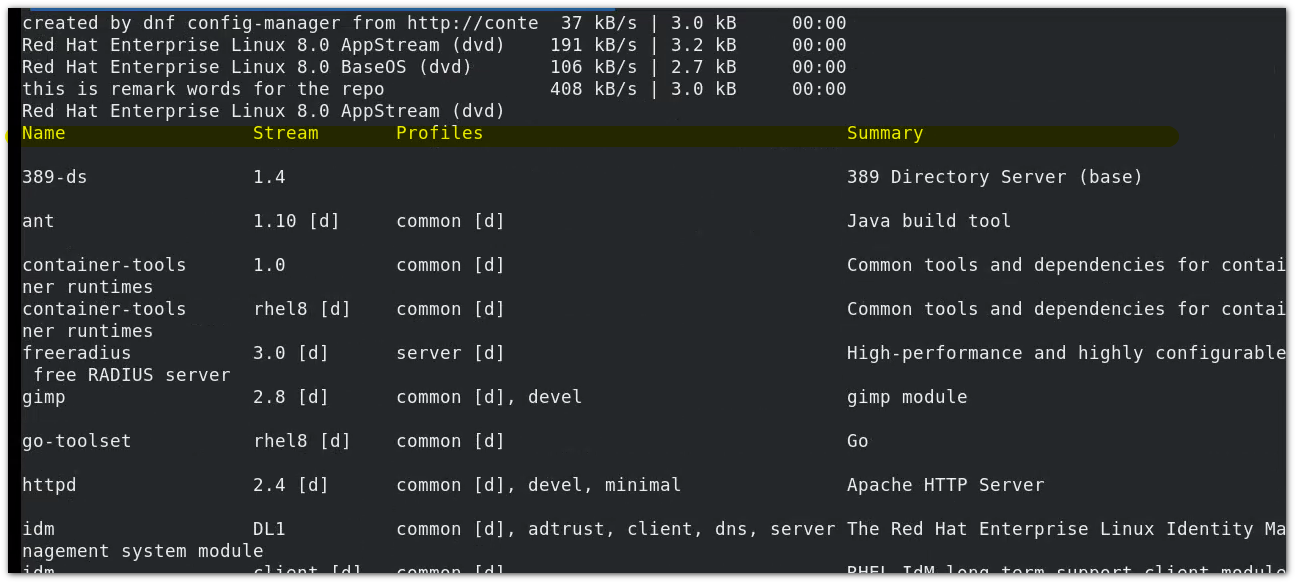 created by dnf config-manager from http://conte  37 kB/s | 3.0 kB     00:00
Red Hat Enterprise Linux 8.0 AppStream (dvd)    191 kB/s | 3.2 kB     00:00
Red Hat Enterprise Linux 8.0 BaseOS (dvd)       106 kB/s | 2.7 kB     00:00
this is remark words for the repo               408 kB/s | 3.0 kB     00:00
Red Hat Enterprise Linux 8.0 AppStream (dvd)
Name                 Stream       Profiles                                 Summary
389-ds               1.4                                                   389 Directory Server (base)
ant                  1.10 [d]     common [d]                               Java build tool
container-tools      1.0          common [d]                               Common tools and dependencies for contai
ner runtimes
container-tools      rhel8 [d]    common [d]                               Common tools and dependencies for contai
ner runtimes
freeradius           3.0 [d]      server [d]                               High-performance and highly configurable
 free RADIUS server
gimp                 2.8 [d]      common [d], devel                        gimp module
go-toolset           rhel8 [d]    common [d]                               Go
httpd                2.4 [d]      common [d], devel, minimal               Apache HTTP Server
idm                  DL1          common [d], adtrust, client, dns, server The Red Hat Enterprise Linux Identity Ma
nagement system module
idm                  client [d]   common [d]                               RHEL IdM long term support client module